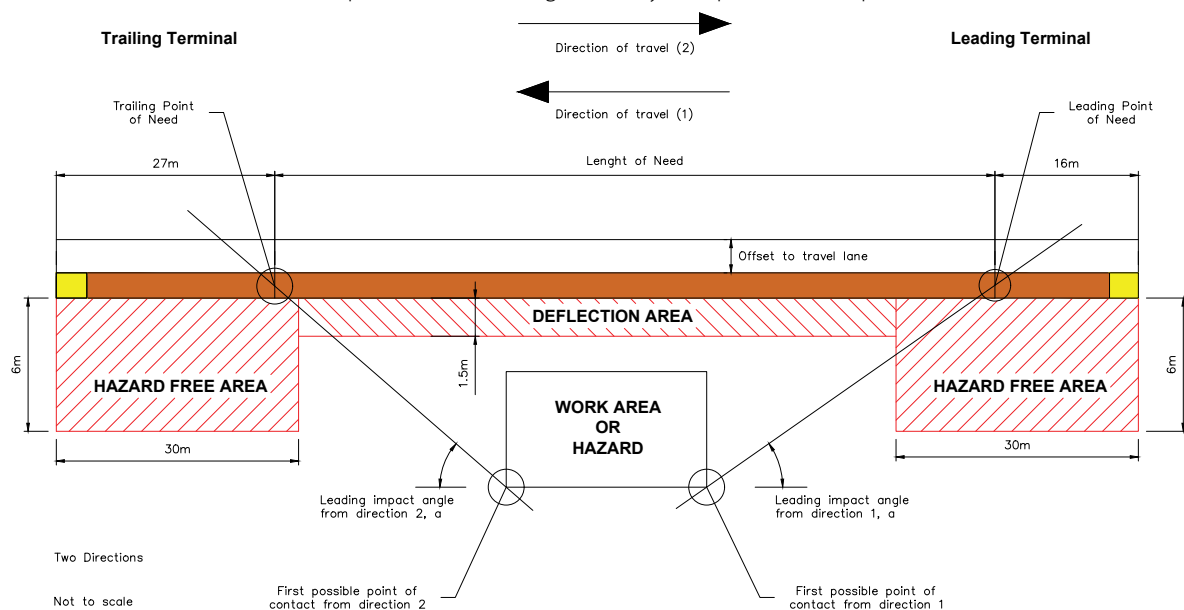 Direction of travel (2)
Trailing Terminal
Leading Terminal
Direction of travel (1)
Trailing Point
of Need
Leading Point
of Need
27m
Lenght of Need
16m
Offset to travel lane
DEFLECTION AREA
6m
HAZARD FREE AREA
1.5m
HAZARD FREE AREA
6m
WORK AREA
OR
HAZARD
30m
30m
Leading impact angle
from direction 2, a
Leading impact angle
from direction 1, a
Two Directions
Not to scale
First possible point of
contact from direction 2
First possible point of
contact from direction 1